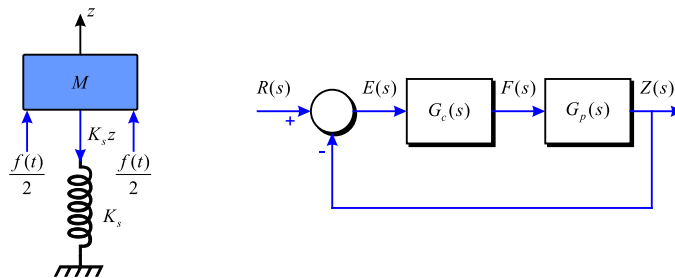 z
M
K_s z
f(t)/2
f(t)/2
K_s
R(s)
+
-
E(s)
G_c(s)
F(s)
G_p(s)
Z(s)